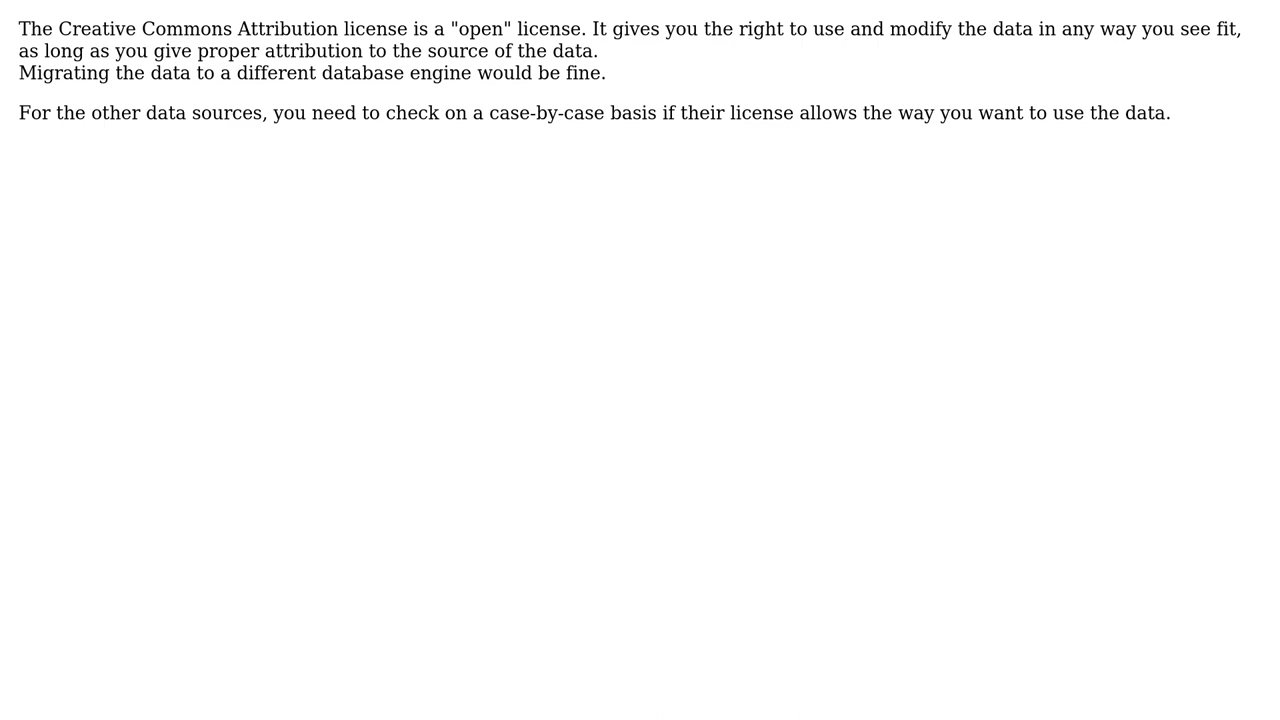 The Creative Commons Attribution license is a "open" license. It gives you the right to use and modify the data in any way you see fit,
as long as you give proper attribution to the source of the data.
Migrating the data to a different database engine would be fine.
For the other data sources, you need to check on a case-by-case basis if their license allows the way you want to use the data.